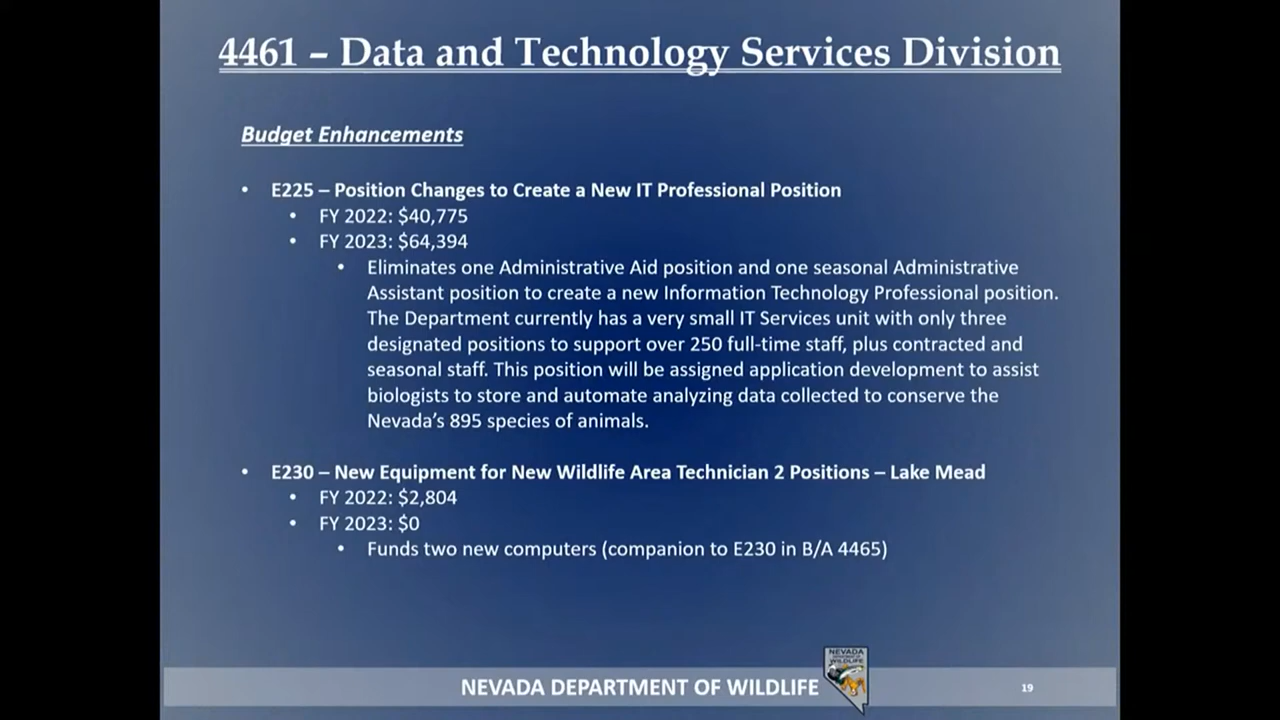 4461 – Data and Technology Services Division
Budget Enhancements
• E225 – Position Changes to Create a New IT Professional Position
• FY 2022: $40,775
• FY 2023: $64,394
• Eliminates one Administrative Aid position and one seasonal Administrative
Assistant position to create a new Information Technology Professional position.
The Department currently has a very small IT Services unit with only three
designated positions to support over 250 full-time staff, plus contracted and
seasonal staff. This position will be assigned application development to assist
biologists to store and automate analyzing data collected to conserve the
Nevada's 895 species of animals.
• E230 – New Equipment for New Wildlife Area Technician 2 Positions – Lake Mead
• FY 2022: $2,804
• FY 2023: $0
• Funds two new computers (companion to E230 in B/A 4465)
NEVADA
DEPARTMENT OF
WILDLIFE
NEVADA DEPARTMENT OF WILDLIFE
19